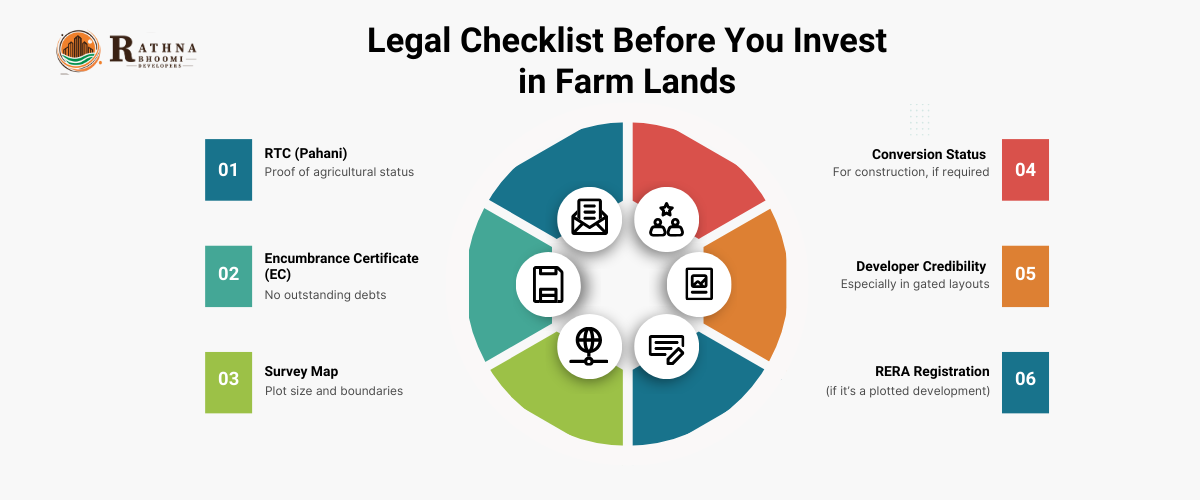 RATHNA
BHOOMI
DEVELOPERS
Legal Checklist Before You Invest
in Farm Lands
01
RTC (Pahani)
Proof of agricultural status
02
Encumbrance Certificate
(EC)
No outstanding debts
03
Survey Map
Plot size and boundaries
Conversion Status
For construction, if required
04
Developer Credibility
Especially in gated layouts
05
RERA Registration
(if it's a plotted development)
06